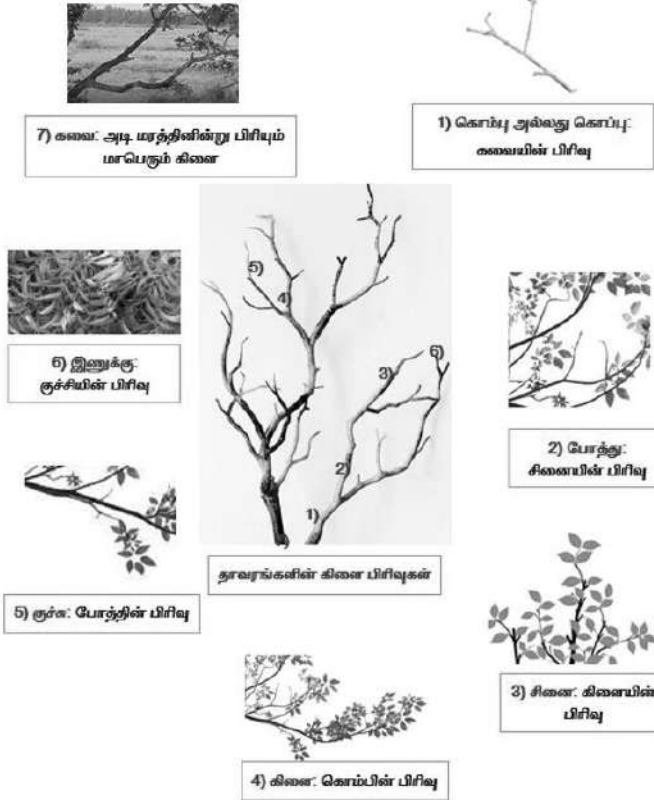 7) கவை: அடி மரத்தினின்று பிரியும்
மாபெரும் கிளை
1) கொம்பு அல்லது கொப்பு:
கவையின் பிரிவு
5)
4)
6) இணுக்கு:
குச்சியின் பிரிவு
3)
6)
2)
1)
2) போத்து:
சினையின் பிரிவு
தாவரங்களின் கிளை பிரிவுகள்
5) குச்சு: போத்தின் பிரிவு
3) சினை: கிளையின்
பிரிவு
4) கிளை: கொம்பின் பிரிவு